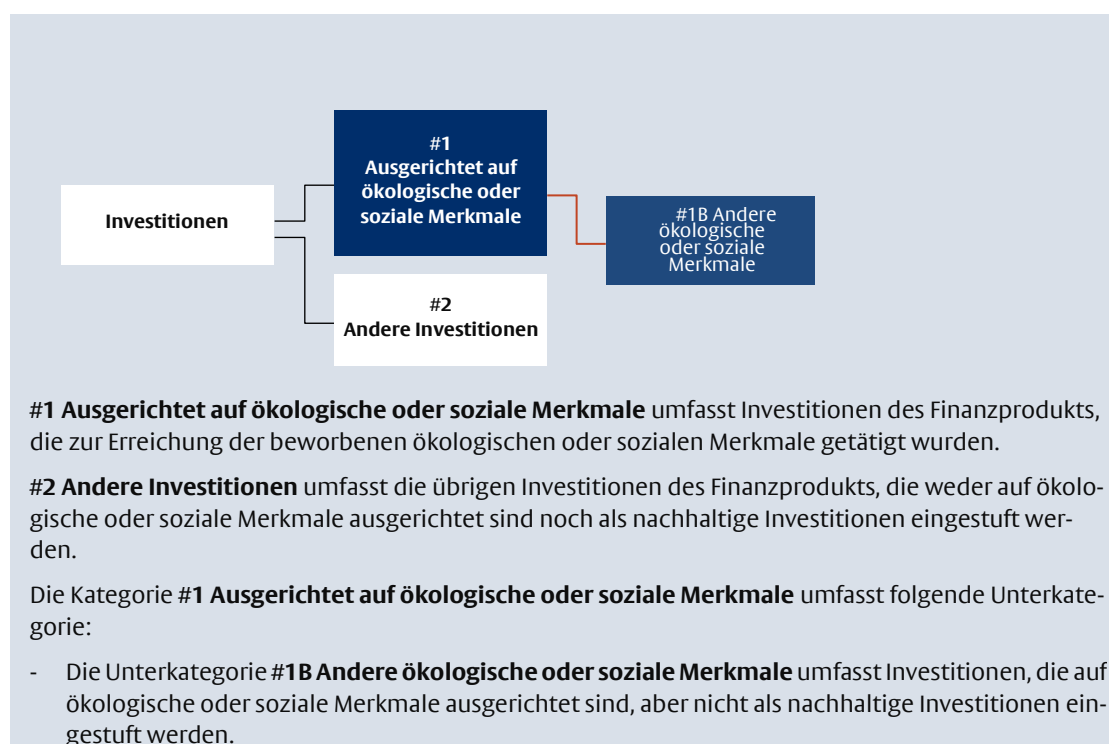 #1
Ausgerichtet auf
ökologische oder
soziale Merkmale
Investitionen
#1B Andere
ökologische
oder soziale
Merkmale
#2
Andere Investitionen
#1 Ausgerichtet auf ökologische oder soziale Merkmale umfasst Investitionen des Finanzprodukts,
die zur Erreichung der beworbenen ökologischen oder sozialen Merkmale getätigt wurden.
#2 Andere Investitionen umfasst die übrigen Investitionen des Finanzprodukts, die weder auf ökolo-
gische oder soziale Merkmale ausgerichtet sind noch als nachhaltige Investitionen eingestuft wer-
den.
Die Kategorie #1 Ausgerichtet auf ökologische oder soziale Merkmale umfasst folgende Unterkate-
gorie:
- Die Unterkategorie #1B Andere ökologische oder soziale Merkmale umfasst Investitionen, die auf
ökologische oder soziale Merkmale ausgerichtet sind, aber nicht als nachhaltige Investitionen ein-
gestuft werden.